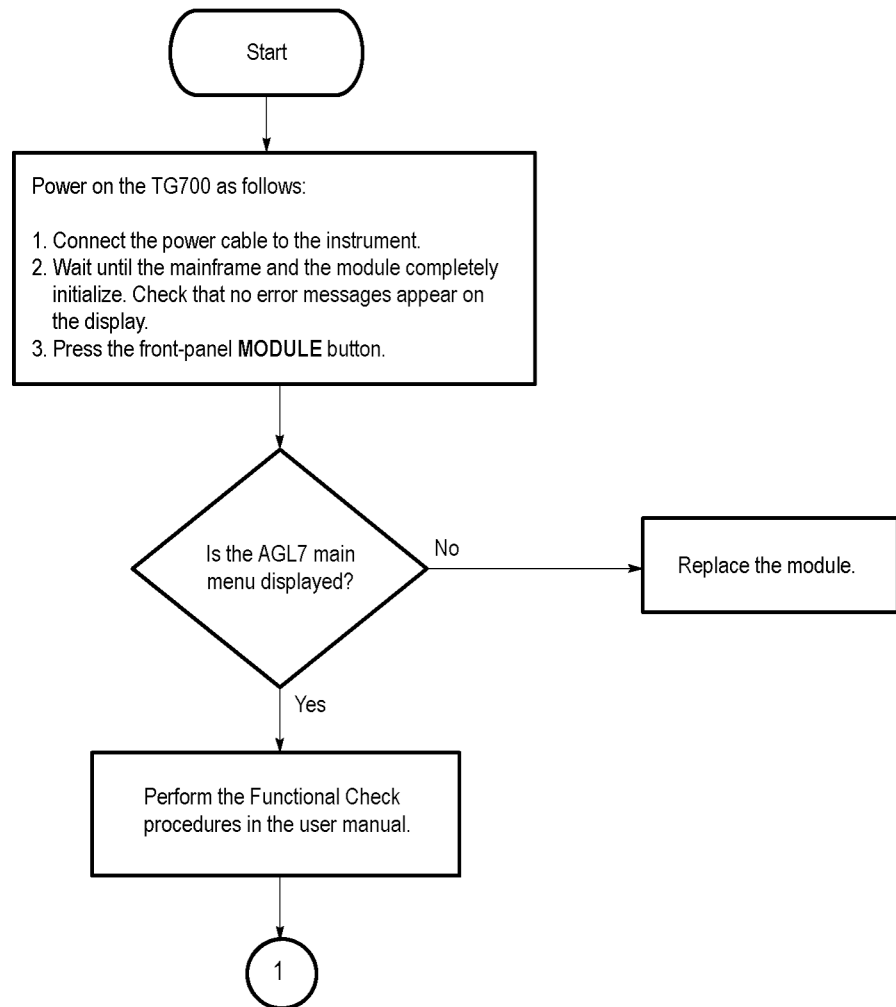 Start
Power on the TG700 as follows:
1. Connect the power cable to the instrument.
2. Wait until the mainframe and the module completely
initialize. Check that no error messages appear on
the display.
3. Press the front-panel MODULE button.
Is the AGL7 main
menu displayed?
No
Replace the module.
Yes
Perform the Functional Check
procedures in the user manual.
1